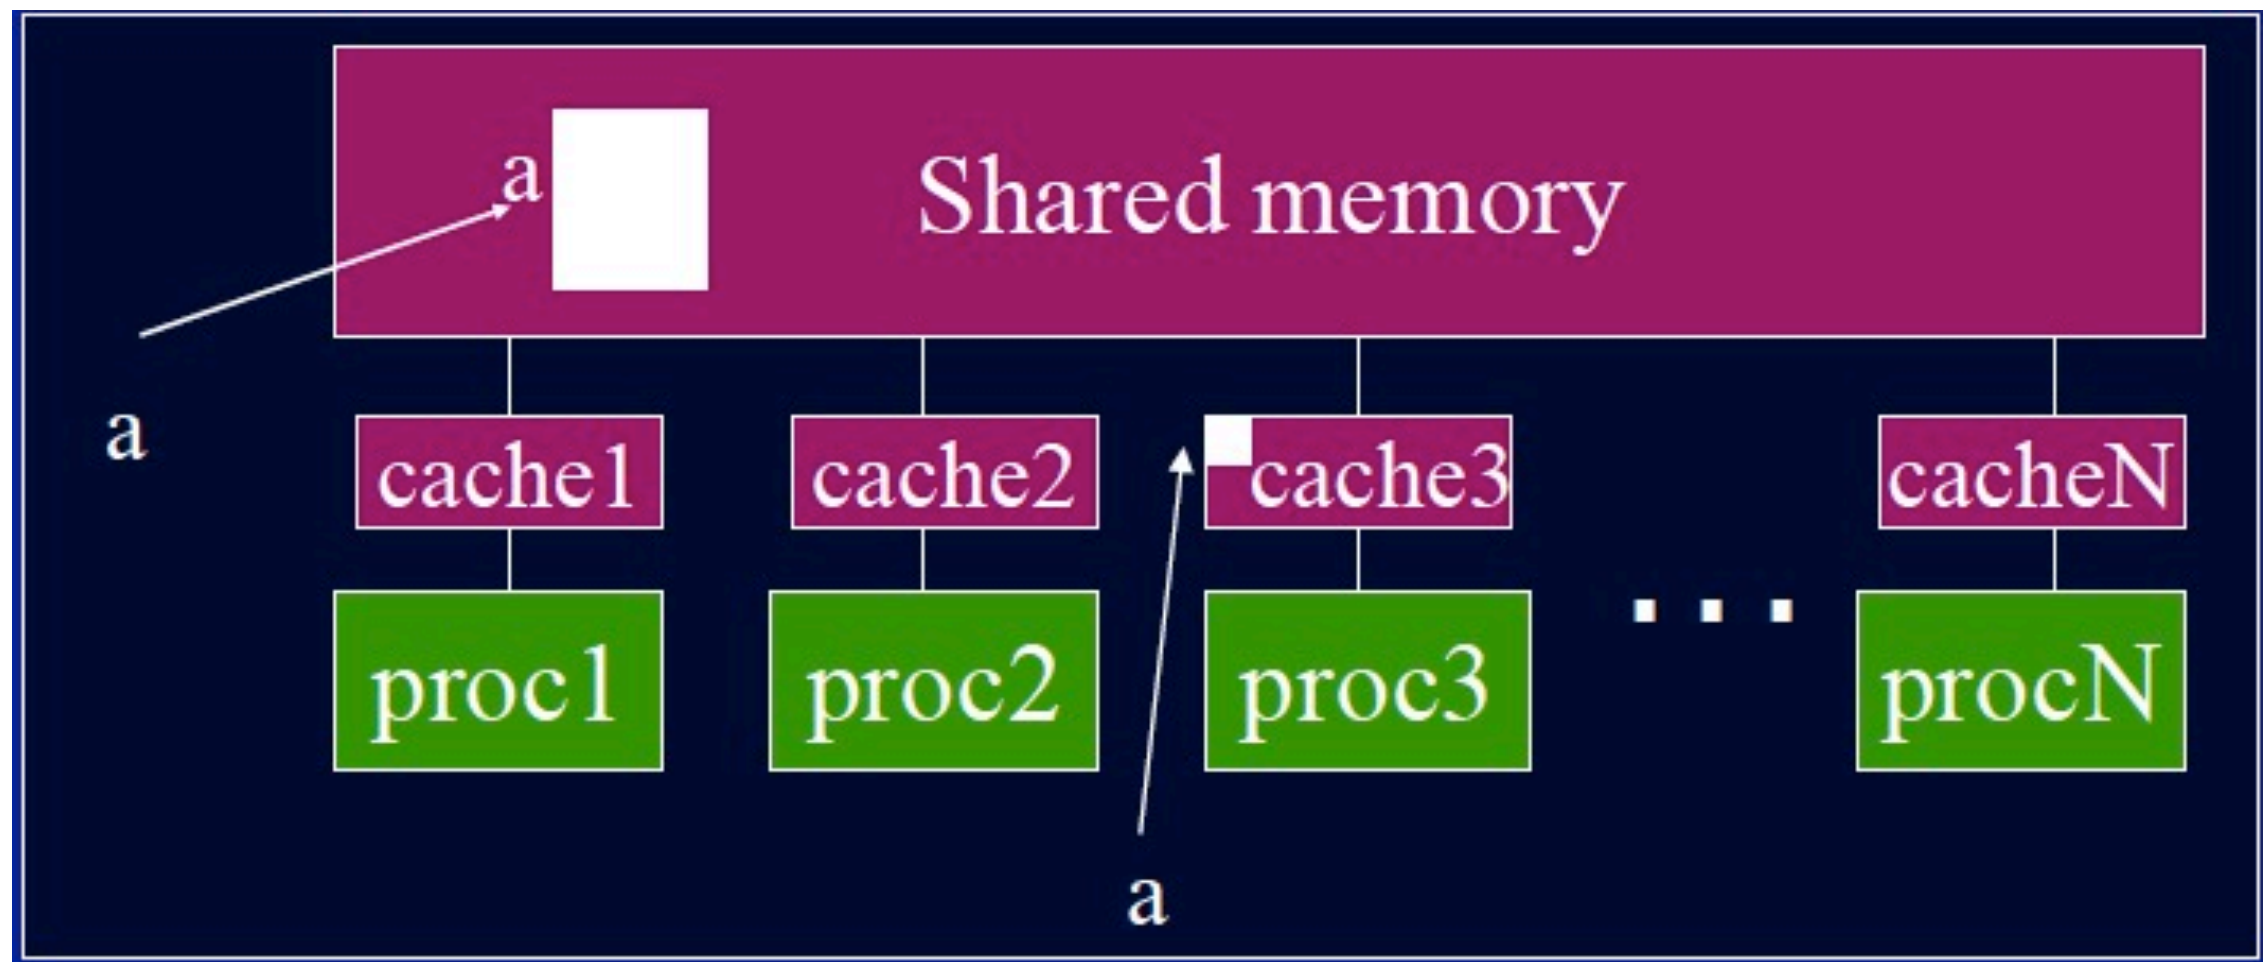 a
Shared memory
a
cache1
cache2
cache3
cacheN
proc1
proc2
proc3
...
procN
a